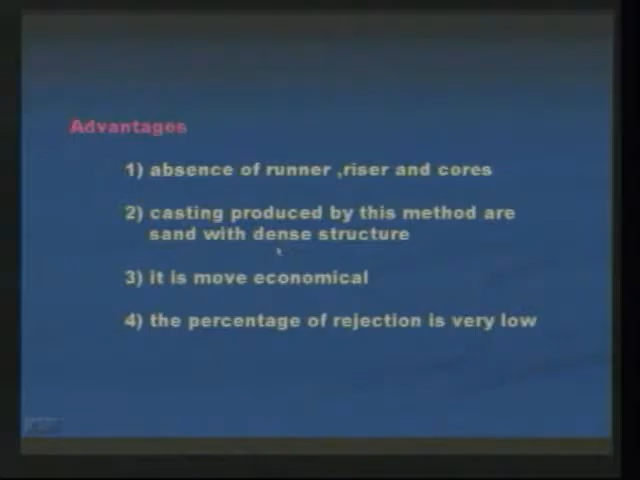 Advantages
1) absence of runner ,riser and cores
2) casting produced by this method are
sand with dense structure
3) it is move economical
4) the percentage of rejection is very low